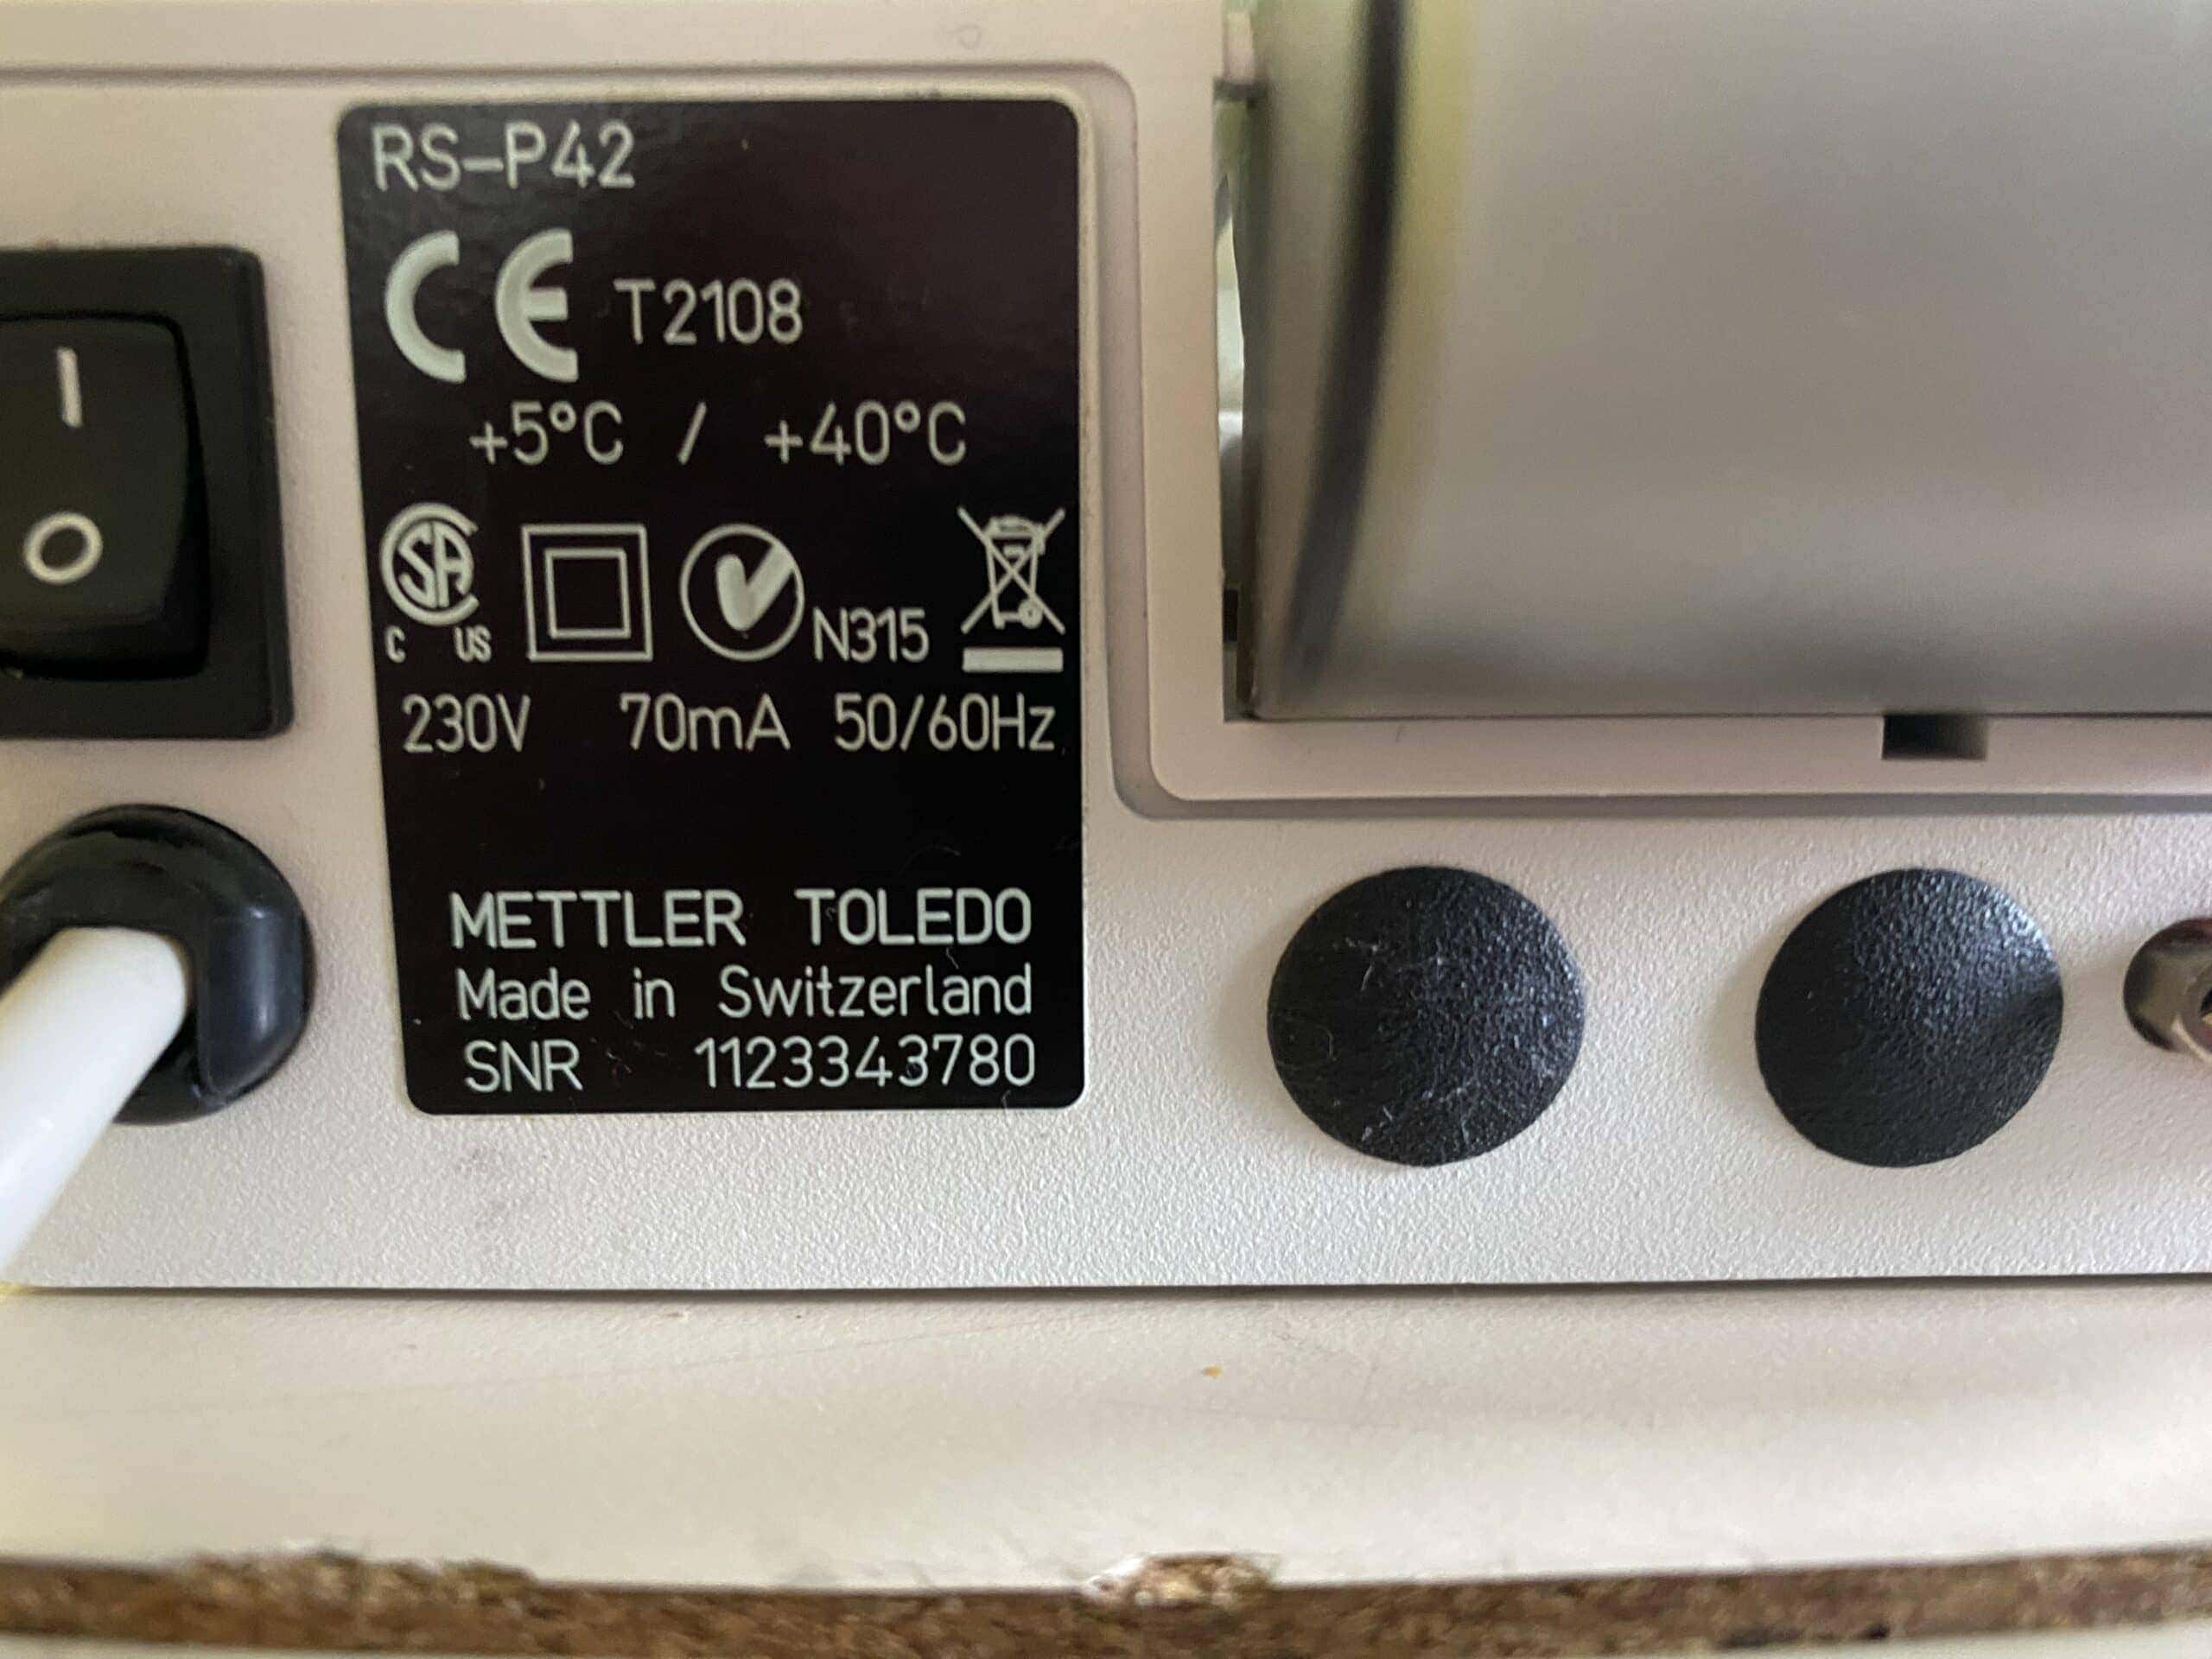 RS-P42
CE T2108
+5°C / +40°C
SA
C US N315
230V 70mA 50/60Hz
METTLER TOLEDO
Made in Switzerland
SNR 1123343780
I
O